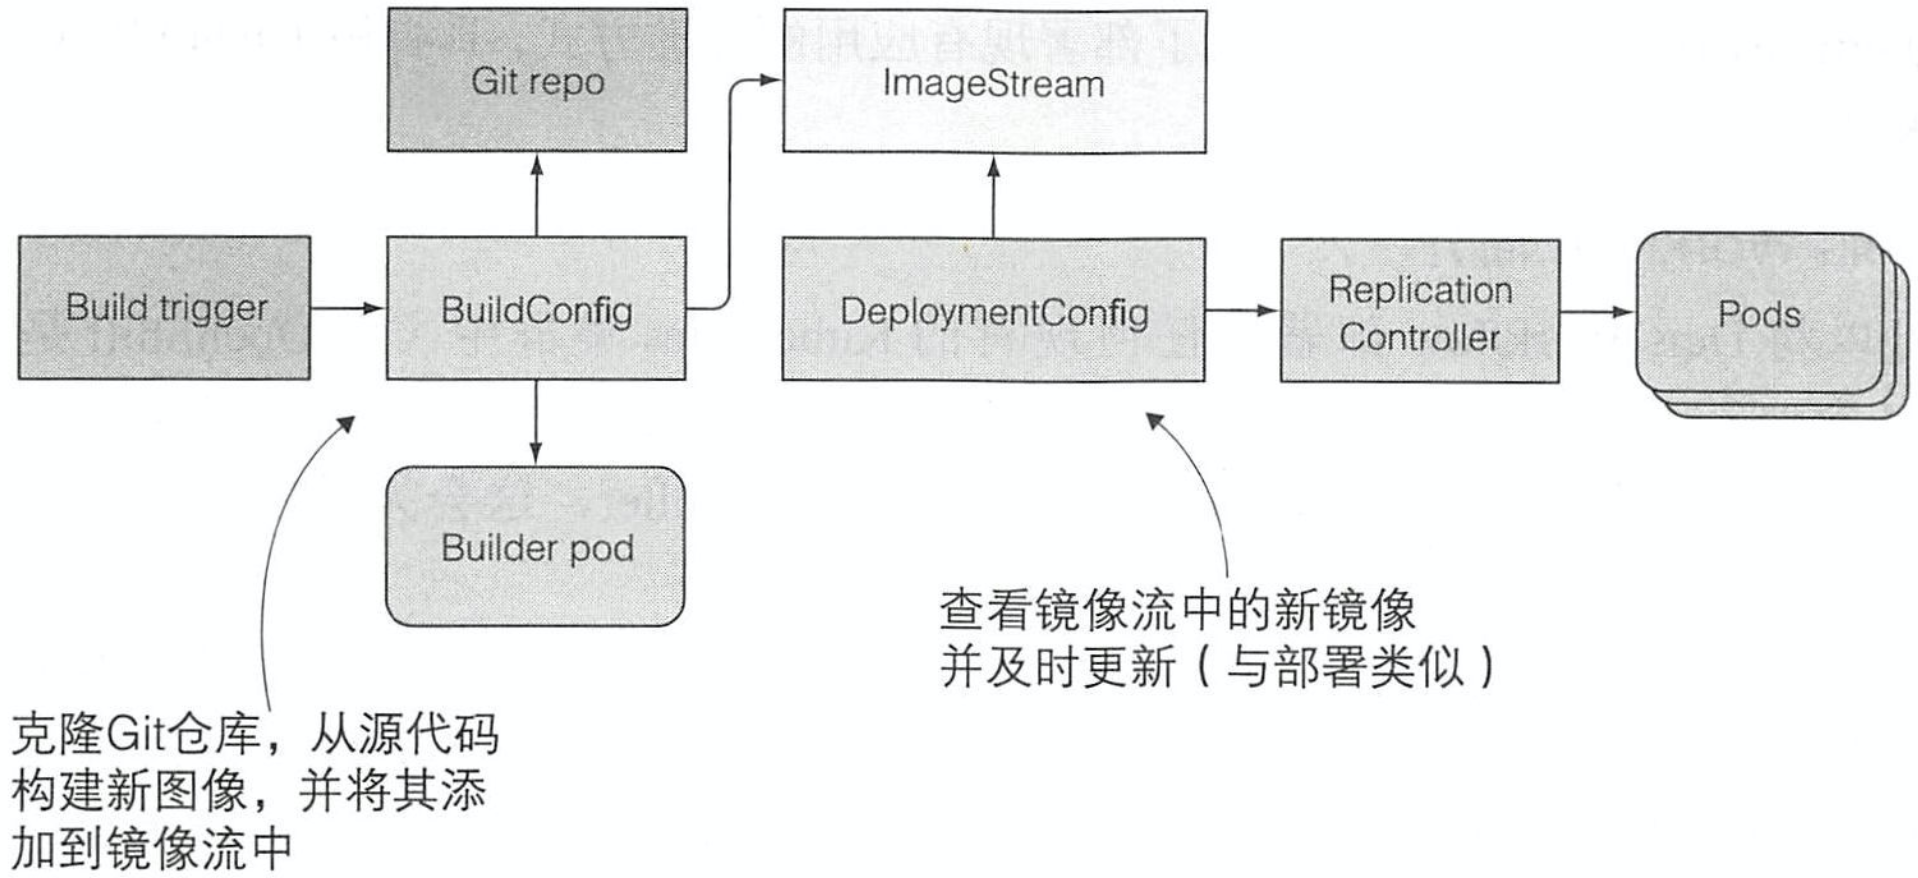 Git repo
ImageStream
Build trigger
BuildConfig
DeploymentConfig
Replication
Controller
Pods
Builder pod
查看镜像流中的新镜像
并及时更新（与部署类似）
克隆Git仓库，从源代码
构建新图像，并将其添
加到镜像流中